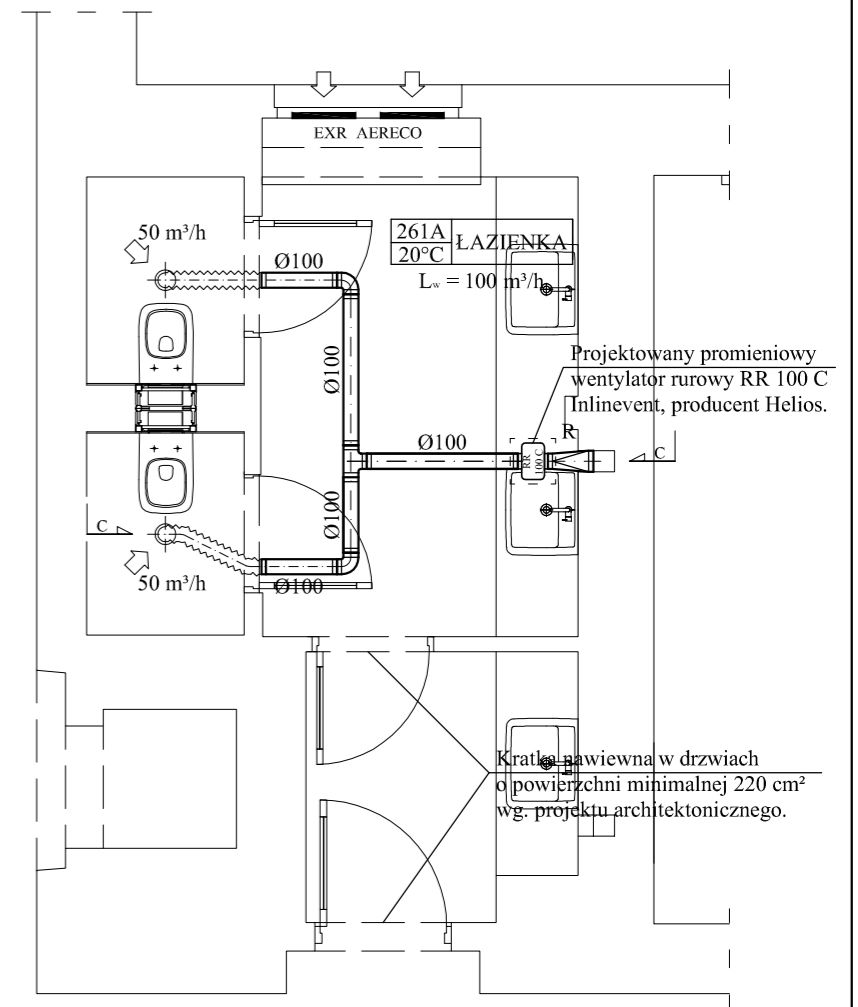 EXR AERECO
50 m³/h
261A
ŁAZIENKA
20°C
Lw = 100 m³/h
Ø100
Ø100
Projektowany promieniowy
wentylator rurowy RR 100 C
Inlinevent, producent Helios.
R
Ø100
RR
100 C
C
Ø100
C
50 m³/h
Ø100
Kratka nawiewna w drzwiach
o powierzchni minimalnej 220 cm²
wg. projektu architektonicznego.